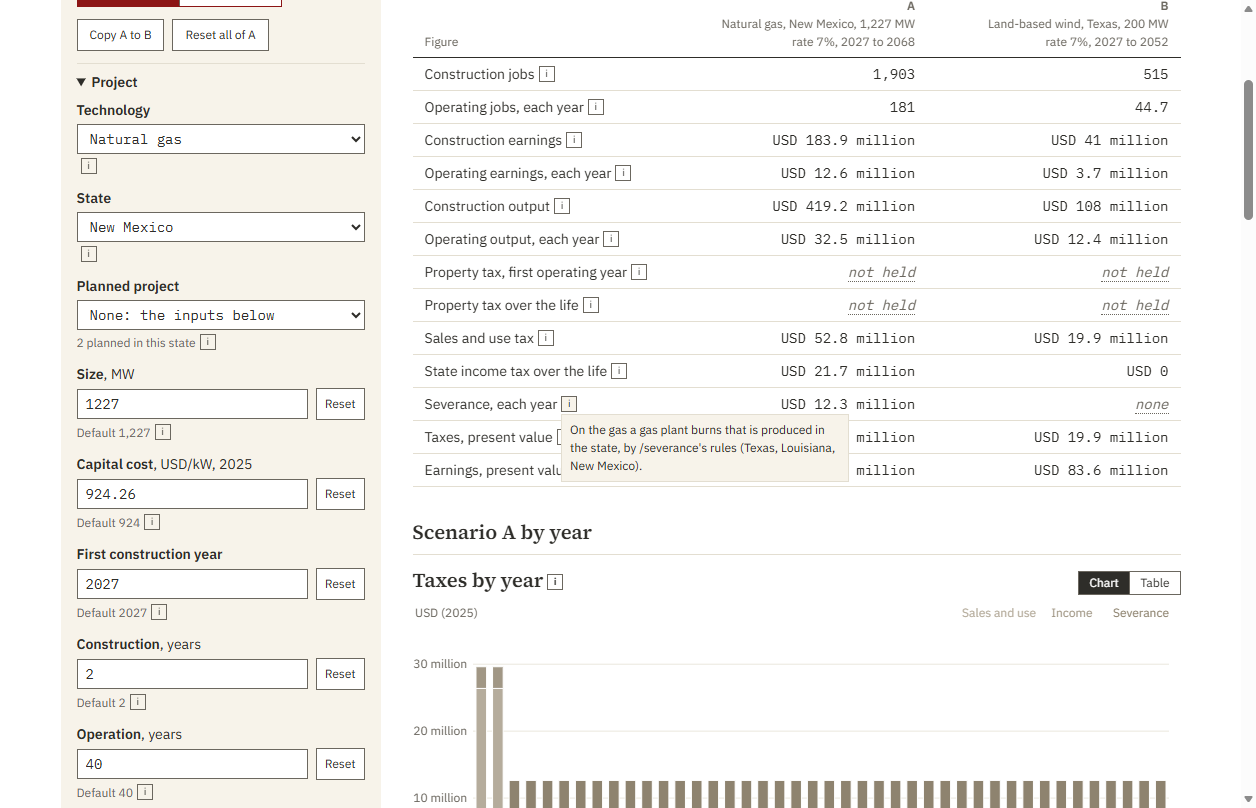 Copy A to B
Reset all of A
▼ Project
Technology
Natural gas
i
State
New Mexico
i
Planned project
None: the inputs below
2 planned in this state i
Size, MW
1227
Reset
Default 1,227 i
Capital cost, USD/kW, 2025
924.26
Reset
Default 924 i
First construction year
2027
Reset
Default 2027 i
Construction, years
2
Reset
Default 2 i
Operation, years
40
Reset
Default 40 i
A B
Natural gas, New Mexico, 1,227 MW Land-based wind, Texas, 200 MW
Figure rate 7%, 2027 to 2068 rate 7%, 2027 to 2052
Construction jobs i 1,903 515
Operating jobs, each year i 181 44.7
Construction earnings i USD 183.9 million USD 41 million
Operating earnings, each year i USD 12.6 million USD 3.7 million
Construction output i USD 419.2 million USD 108 million
Operating output, each year i USD 32.5 million USD 12.4 million
Property tax, first operating year i not held not held
Property tax over the life i not held not held
Sales and use tax i USD 52.8 million USD 19.9 million
State income tax over the life i USD 21.7 million USD 0
Severance, each year i USD 12.3 million none
Taxes, present value million USD 19.9 million
Earnings, present million USD 83.6 million
On the gas a gas plant burns that is produced in
the state, by /severance's rules (Texas, Louisiana,
New Mexico).
Scenario A by year
Taxes by year i
Chart Table
USD (2025)
Sales and use Income Severance
30 million
20 million
10 million